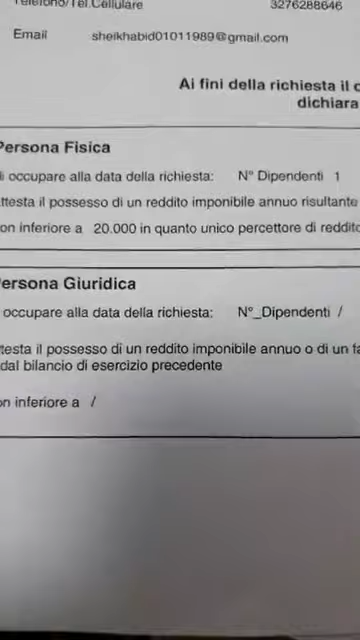 Telefono/Tel.Cellulare 3276288646
Email sheikhabid01011989@gmail.com
Ai fini della richiesta il
dichiara
Persona Fisica
di occupare alla data della richiesta: N° Dipendenti 1
attesta il possesso di un reddito imponibile annuo risultante
non inferiore a 20.000 in quanto unico percettore di reddito
Persona Giuridica
occupare alla data della richiesta: N°_Dipendenti /
attesta il possesso di un reddito imponibile annuo o di un
dal bilancio di esercizio precedente
non inferiore a /